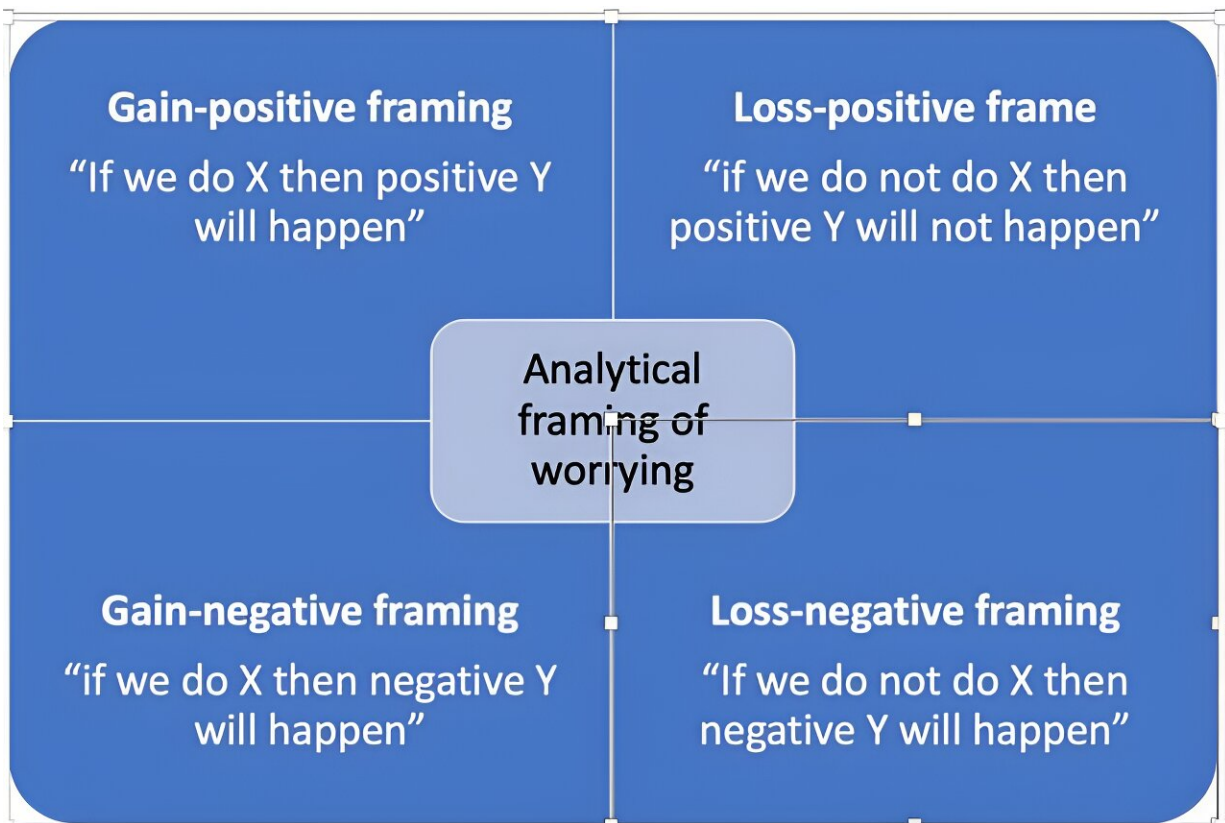 Gain-positive framing
“If we do X then positive Y
will happen”
Loss-positive frame
“if we do not do X then
positive Y will not happen”
Analytical
framing of
worrying
Gain-negative framing
“if we do X then negative Y
will happen”
Loss-negative framing
“If we do not do X then
negative Y will happen”